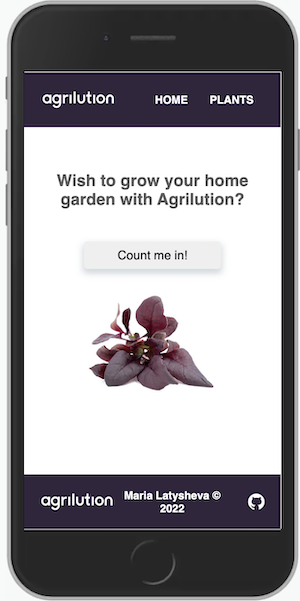 agrilution HOME PLANTS
Wish to grow your home
garden with Agrilution?
Count me in!
agrilution Maria Latysheva ©
2022